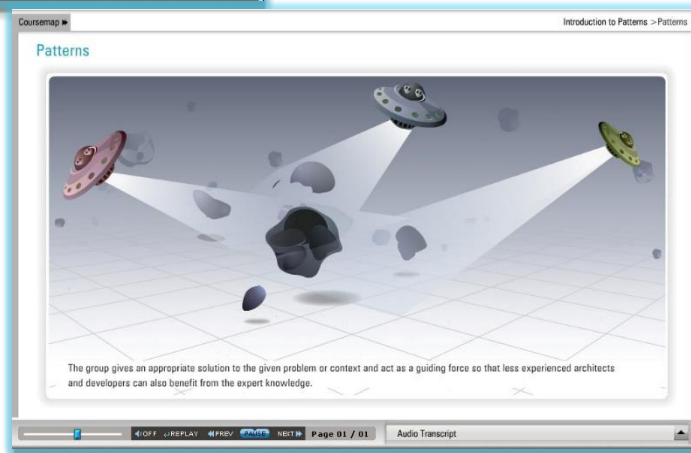 Coursemap
Introduction to Patterns > Patterns
Patterns
The group gives an appropriate solution to the given problem or context and act as a guiding force so that less experienced architects
and developers can also benefit from the expert knowledge.
OFF REPLAY PREV PAUSE NEXT Page 01 / 01 Audio Transcript